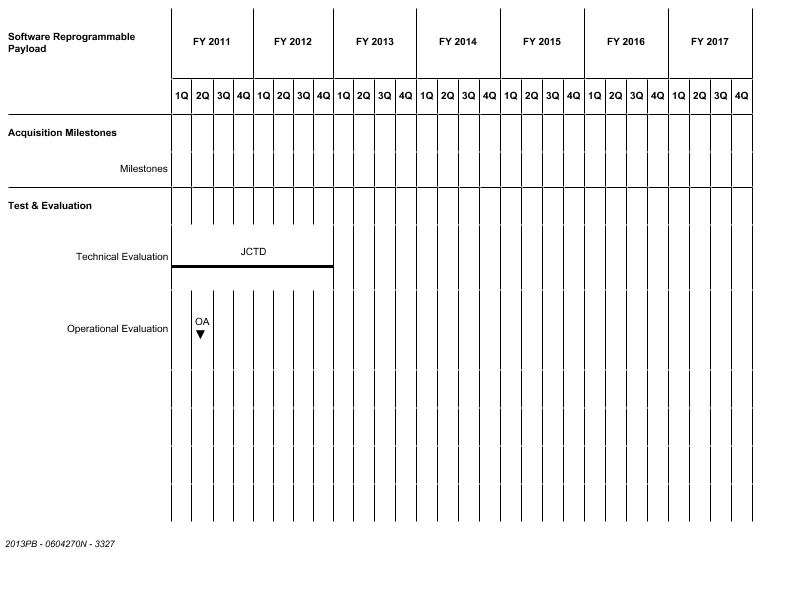 Software Reprogrammable
Payload
FY 2011 FY 2012 FY 2013 FY 2014 FY 2015 FY 2016 FY 2017
1Q 2Q 3Q 4Q 1Q 2Q 3Q 4Q 1Q 2Q 3Q 4Q 1Q 2Q 3Q 4Q 1Q 2Q 3Q 4Q 1Q 2Q 3Q 4Q 1Q 2Q 3Q 4Q
Acquisition Milestones
Milestones
Test & Evaluation
JCTD
Technical Evaluation
OA
Operational Evaluation
2013PB - 0604270N - 3327